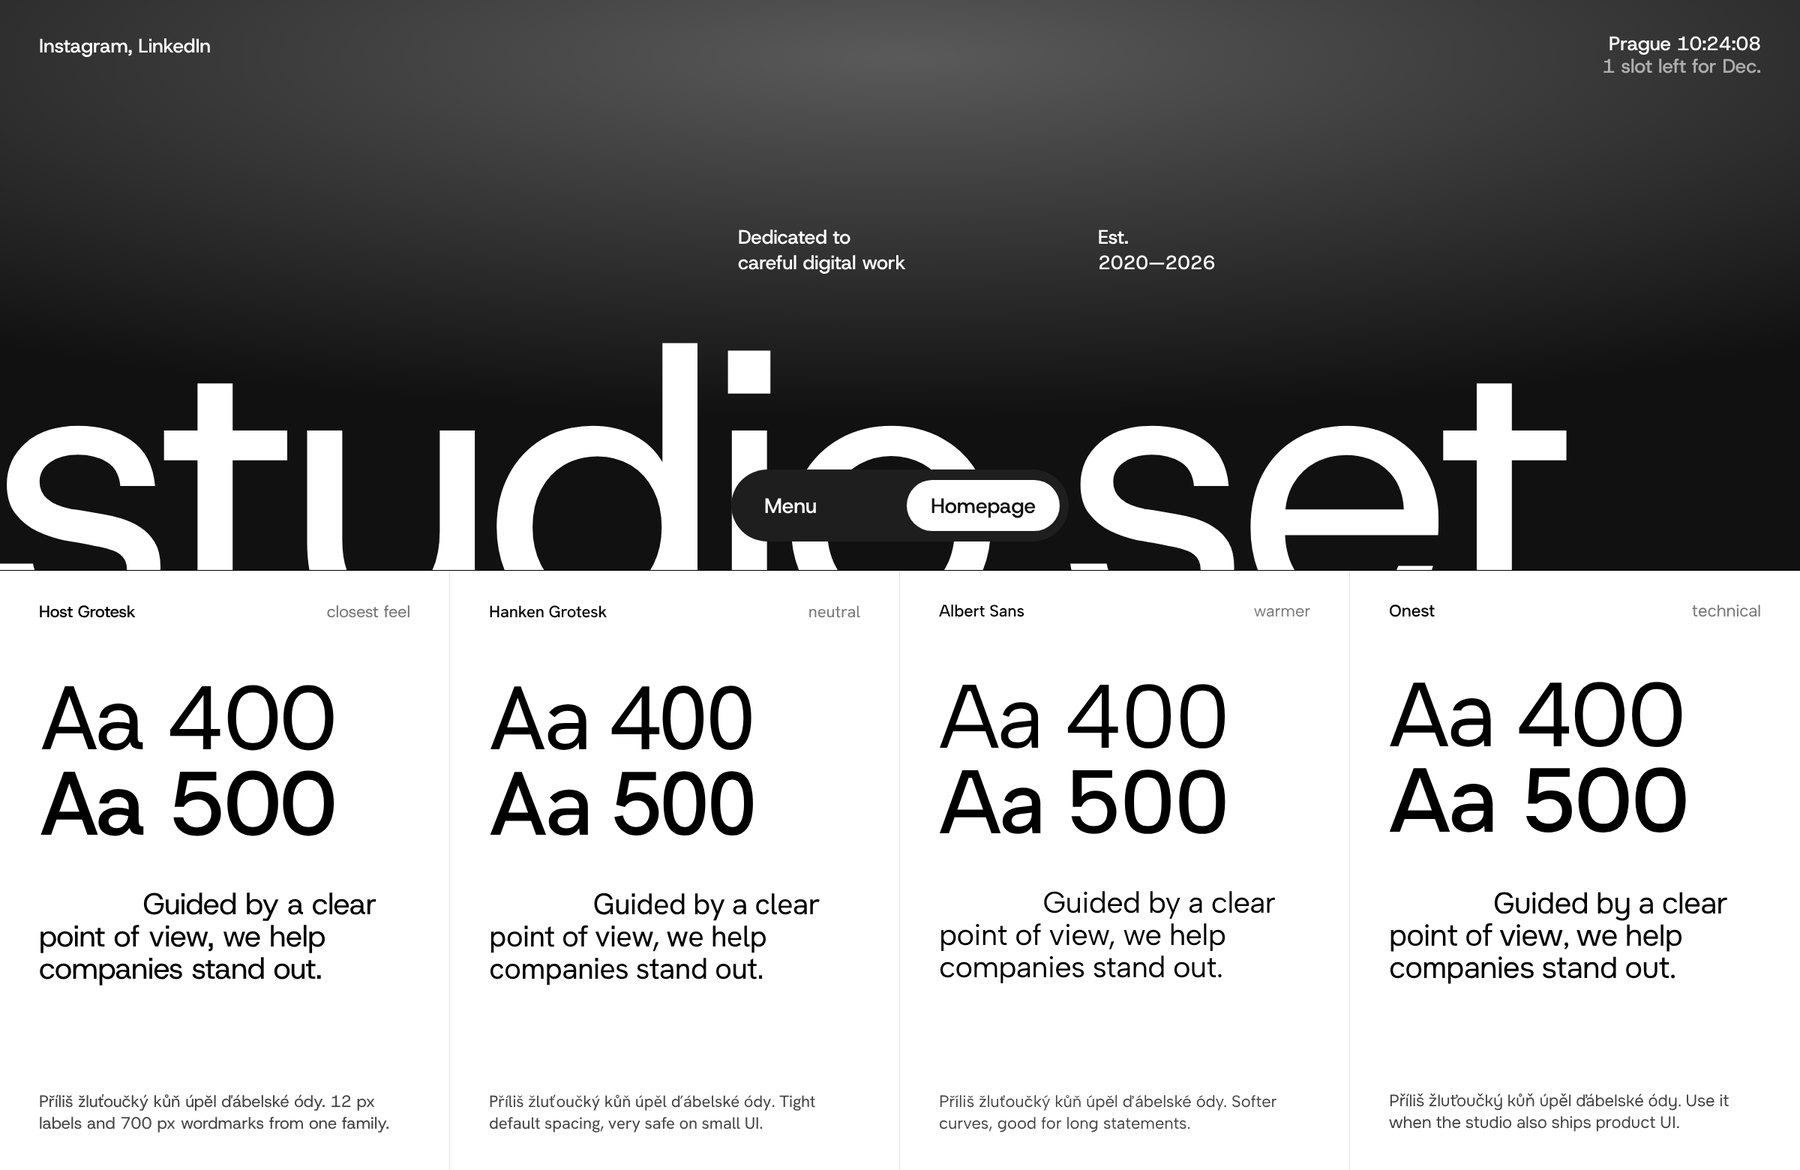 Instagram, LinkedIn
Prague 10:24:08
1 slot left for Dec.
Dedicated to
careful digital work
Est.
2020—2026
studio set
Menu
Homepage
Host Grotesk
closest feel
Aa 400
Aa 500
Guided by a clear
point of view, we help
companies stand out.
Příliš žluťoučký kůň úpěl ďábelské ódy. 12 px
labels and 700 px wordmarks from one family.
Hanken Grotesk
neutral
Aa 400
Aa 500
Guided by a clear
point of view, we help
companies stand out.
Příliš žluťoučký kůň úpěl ďábelské ódy. Tight
default spacing, very safe on small UI.
Albert Sans
warmer
Aa 400
Aa 500
Guided by a clear
point of view, we help
companies stand out.
Příliš žluťoučký kůň úpěl ďábelské ódy. Softer
curves, good for long statements.
Onest
technical
Aa 400
Aa 500
Guided by a clear
point of view, we help
companies stand out.
Příliš žluťoučký kůň úpěl ďábelské ódy. Use it
when the studio also ships product UI.